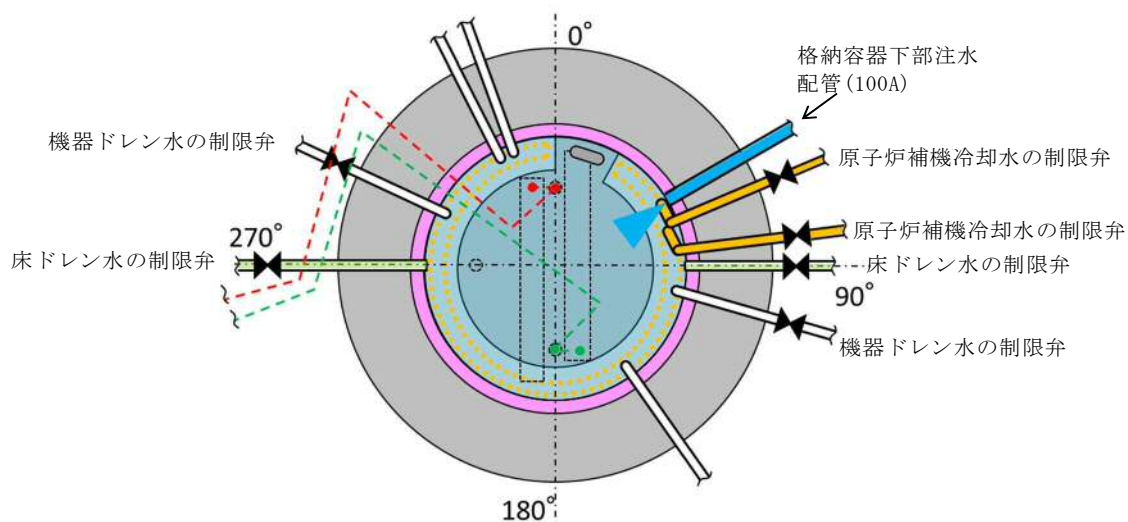 0°
格納容器下部注水
配管(100A)
機器ドレン水の制限弁
原子炉補機冷却水の制限弁
270°
原子炉補機冷却水の制限弁
床ドレン水の制限弁
床ドレン水の制限弁
90°
機器ドレン水の制限弁
180°